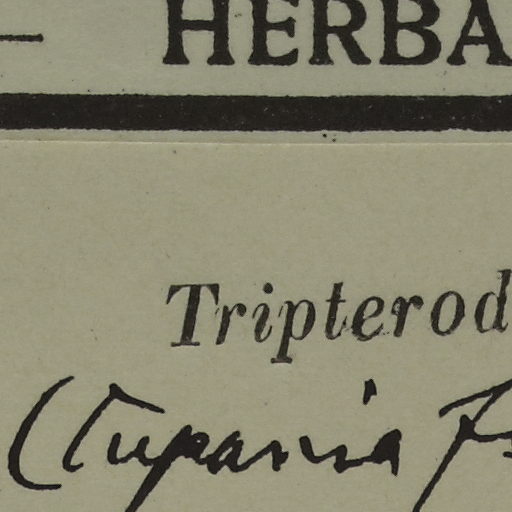 — HERBA
Tripterod
(Cupania